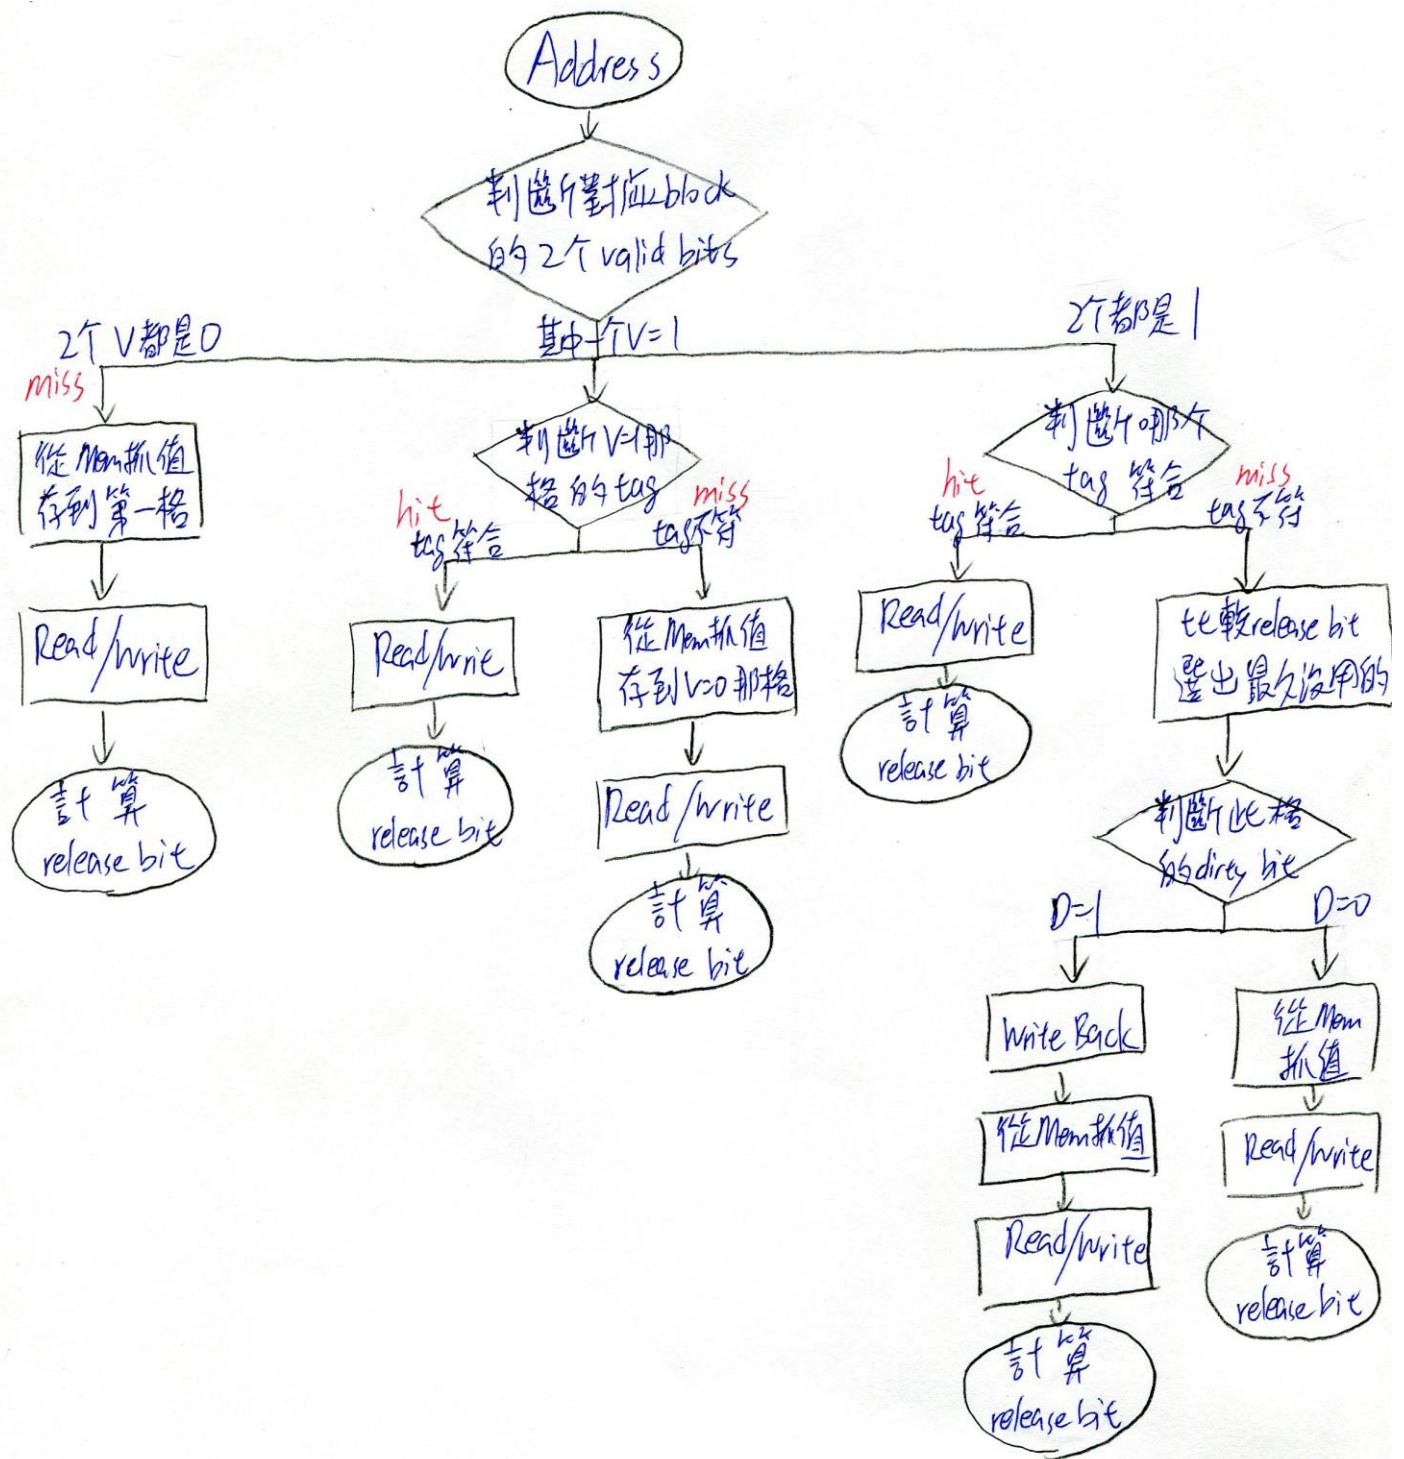 Address
判斷對应block
的2个valid bits
2个V都是0
其中一个V=1
2个都是1
miss
從Mem抓值
存到第一格
Read/Write
計算
release bit
判斷V=1那
格的tag
hit
tag符合
miss
tag不符
Read/Write
計算
release bit
從Mem抓值
存到V=0那格
Read/Write
計算
release bit
判斷哪个
tag 符合
hit
tag符合
miss
tag不符
Read/Write
計算
release bit
比較release bit
選出最久沒用的
判斷此格
的dirty bit
D=1
D=0
Write Back
從Mem抓值
Read/Write
計算
release bit
從Mem
抓值
Read/Write
計算
release bit